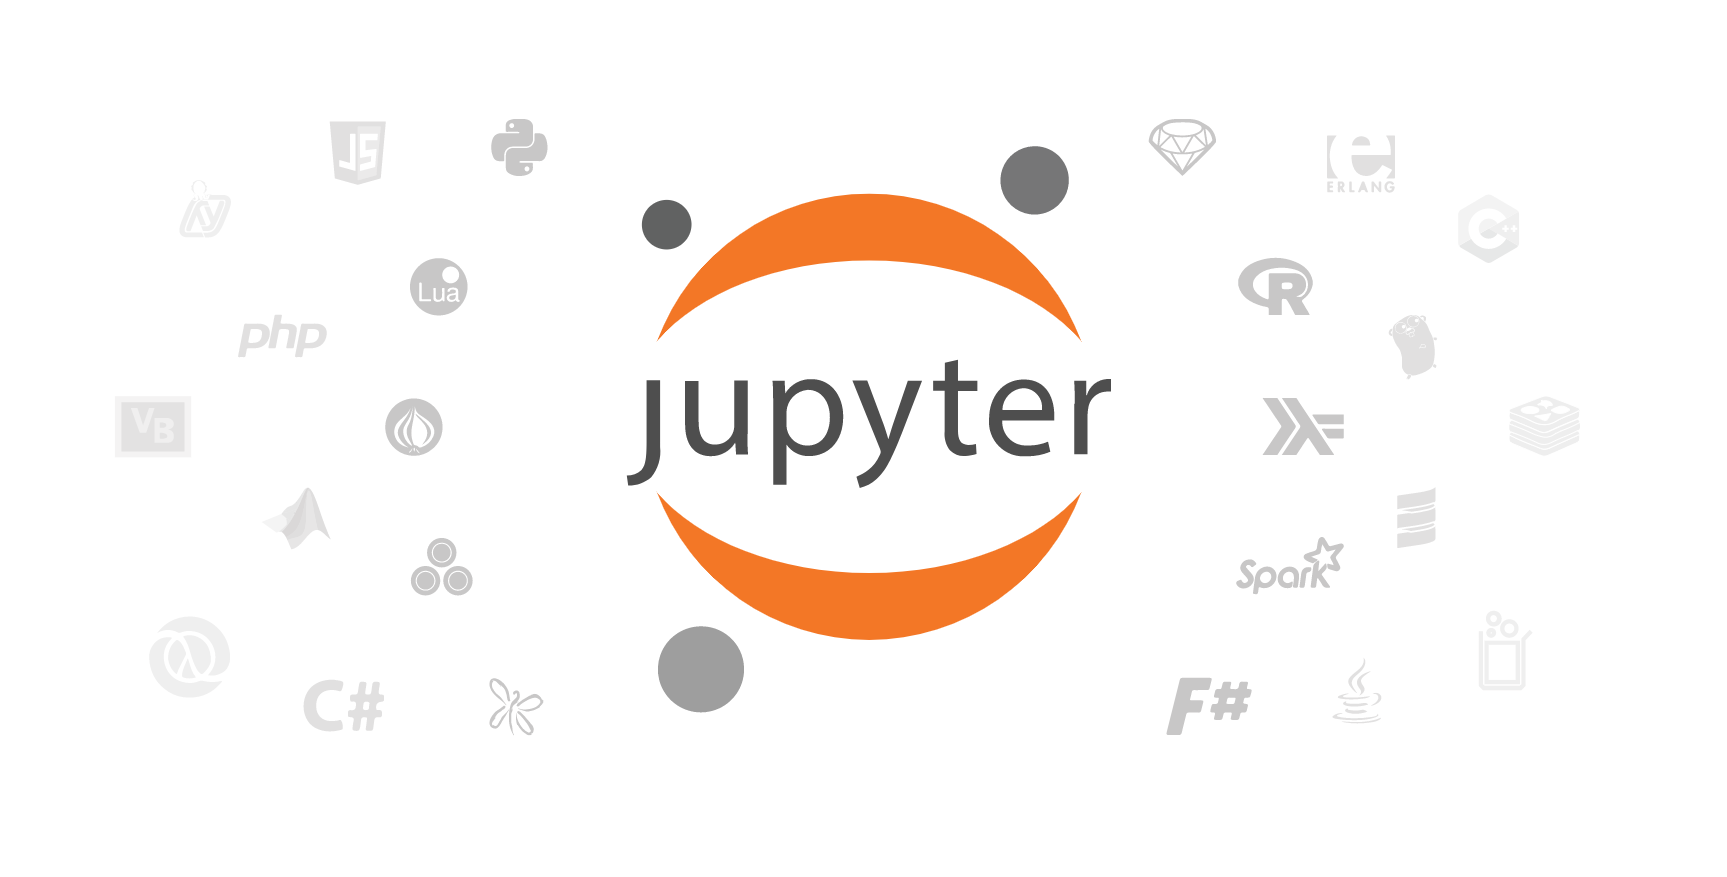 JS
ERLANG
C++
Lua
R
php
jupyter
VB
Spark
C#
F#